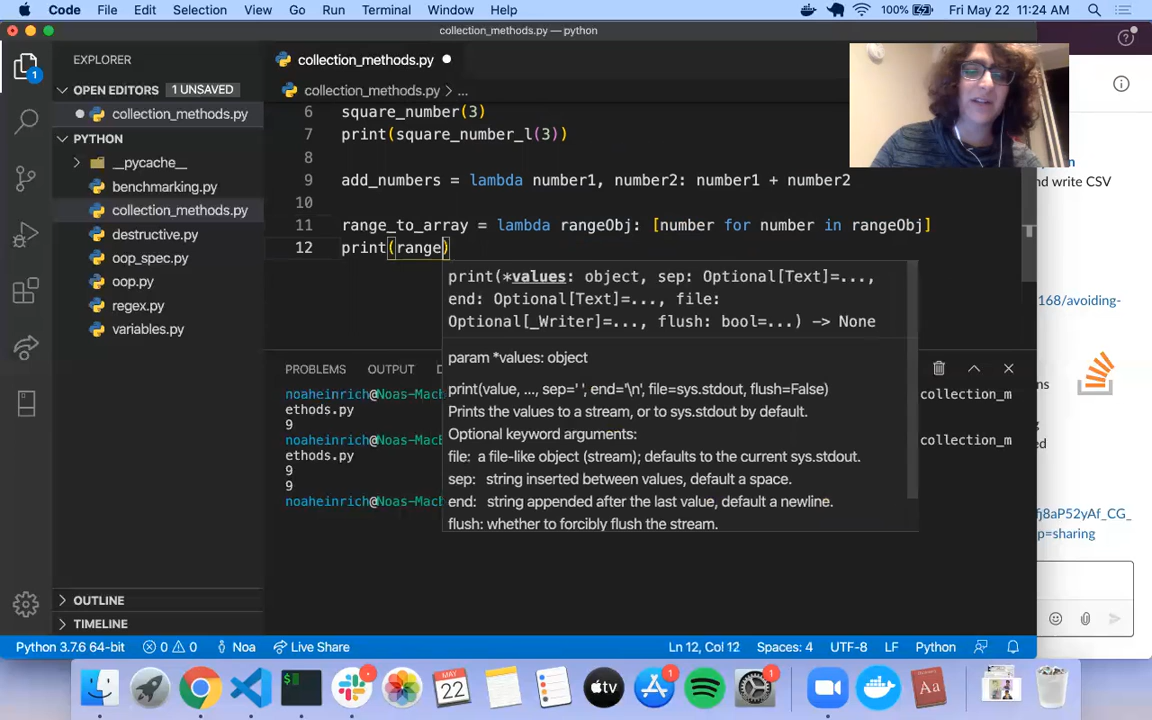 Code File Edit Selection View Go Run Terminal Window Help 100% Fri May 22 11:24 AM
collection_methods.py — python
EXPLORER
OPEN EDITORS 1 UNSAVED
collection_methods.py
PYTHON
__pycache__
benchmarking.py
collection_methods.py
destructive.py
oop_spec.py
oop.py
regex.py
variables.py
OUTLINE
TIMELINE
1
collection_methods.py
collection_methods.py > ...
6 square_number(3)
7 print(square_number_l(3))
8
9 add_numbers = lambda number1, number2: number1 + number2
10
11 range_to_array = lambda rangeObj: [number for number in rangeObj]
12 print(range)
print(*values: object, sep: Optional[Text]=...,
end: Optional[Text]=..., file:
Optional[_Writer]=..., flush: bool=...) -> None
param *values: object
print(value, ..., sep=' ', end='\n', file=sys.stdout, flush=False)
Prints the values to a stream, or to sys.stdout by default.
Optional keyword arguments:
file: a file-like object (stream); defaults to the current sys.stdout.
sep: string inserted between values, default a space.
end: string appended after the last value, default a newline.
flush: whether to forcibly flush the stream.
PROBLEMS OUTPUT
noaheinrich@Noas-Macb collection_m
ethods.py
9
noaheinrich@Noas-Macb collection_m
ethods.py
9
9
noaheinrich@Noas-Macb
nd write CSV
168/avoiding-
ns
ed
fj8aP52yAf_CG_
p=sharing
Python 3.7.6 64-bit 0 0 Noa Live Share Ln 12, Col 12 Spaces: 4 UTF-8 LF Python
MAY
22
tv
1
1
Aa